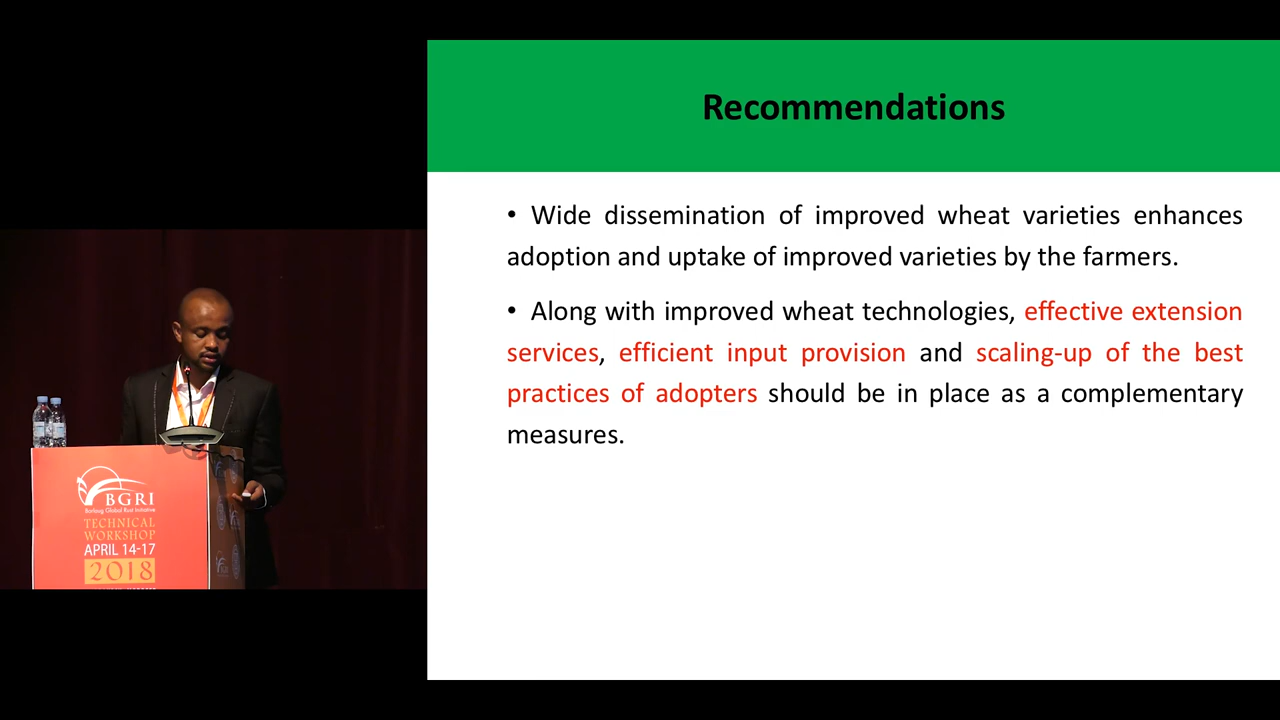 Recommendations
• Wide dissemination of improved wheat varieties enhances
adoption and uptake of improved varieties by the farmers.
• Along with improved wheat technologies, effective extension
services, efficient input provision and scaling-up of the best
practices of adopters should be in place as a complementary
measures.
BGRI
Borlaug Global Rust Initiative
TECHNICAL
WORKSHOP
APRIL 14-17
2018